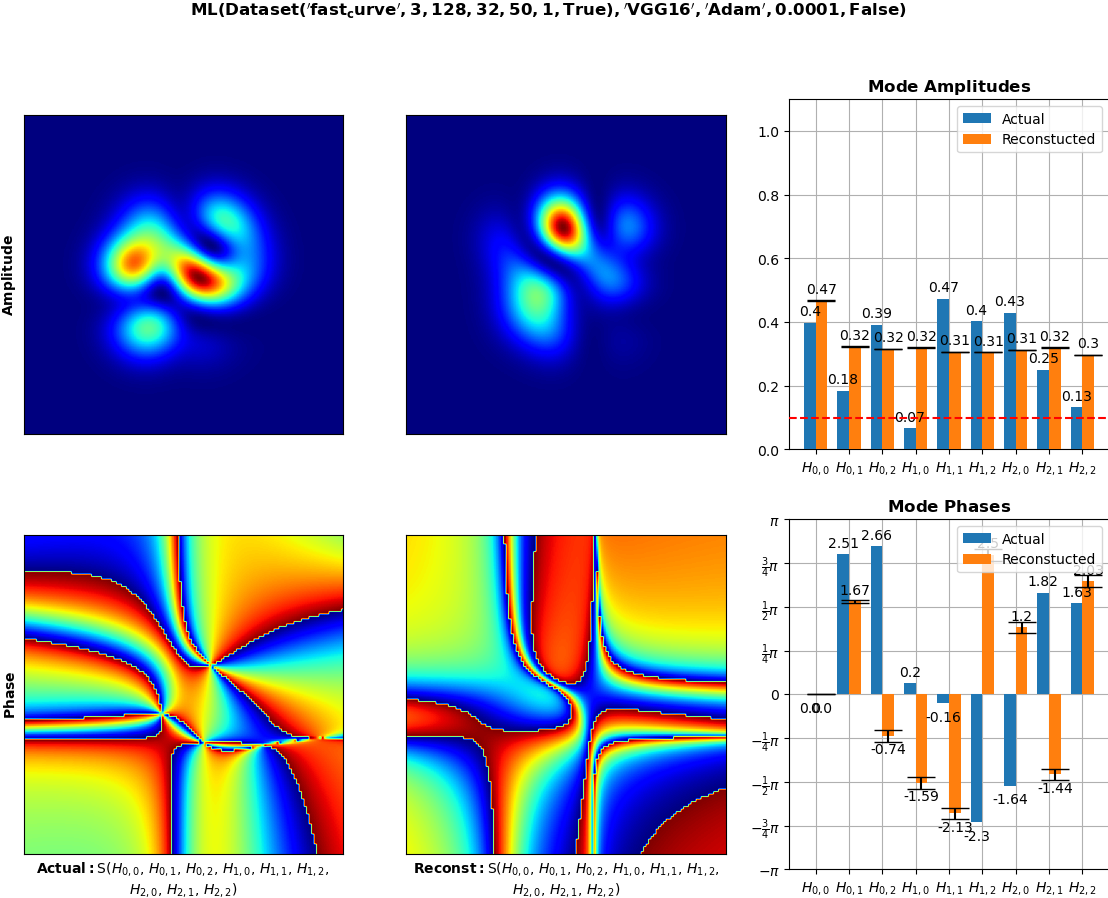 ML(Dataset('fast_curve', 3, 128, 32, 50, 1, True), 'VGG16', 'Adam', 0.0001, False)
Amplitude
Mode Amplitudes
Actual
Reconstucted
1.0
0.8
0.6
0.4
0.2
0.0
0.4 0.47 0.18 0.32 0.39 0.32 0.07 0.32 0.47 0.31 0.4 0.31 0.43 0.31 0.25 0.32 0.13 0.3
H0,0 H0,1 H0,2 H1,0 H1,1 H1,2 H2,0 H2,1 H2,2
Phase
Mode Phases
Actual
Reconstucted
π
3/4π
1/2π
1/4π
0
−1/4π
−1/2π
−3/4π
−π
0.0 0.0 2.51 1.67 2.66 -0.74 0.2 -1.59 -0.16 -2.13 -2.3 2.5 -1.64 1.2 1.82 -1.44 1.63 2.03
H0,0 H0,1 H0,2 H1,0 H1,1 H1,2 H2,0 H2,1 H2,2
Actual: S(H0,0, H0,1, H0,2, H1,0, H1,1, H1,2,
H2,0, H2,1, H2,2)
Reconst: S(H0,0, H0,1, H0,2, H1,0, H1,1, H1,2,
H2,0, H2,1, H2,2)